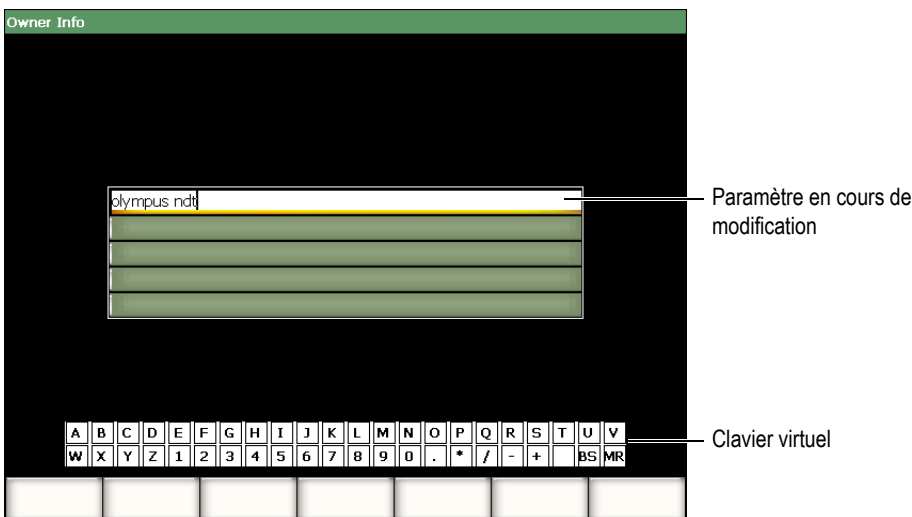 Owner Info
olympus ndt
Paramètre en cours de
modification
A B C D E F G H I J K L M N O P Q R S T U V
W X Y Z 1 2 3 4 5 6 7 8 9 0 . * / - + BS MR
Clavier virtuel